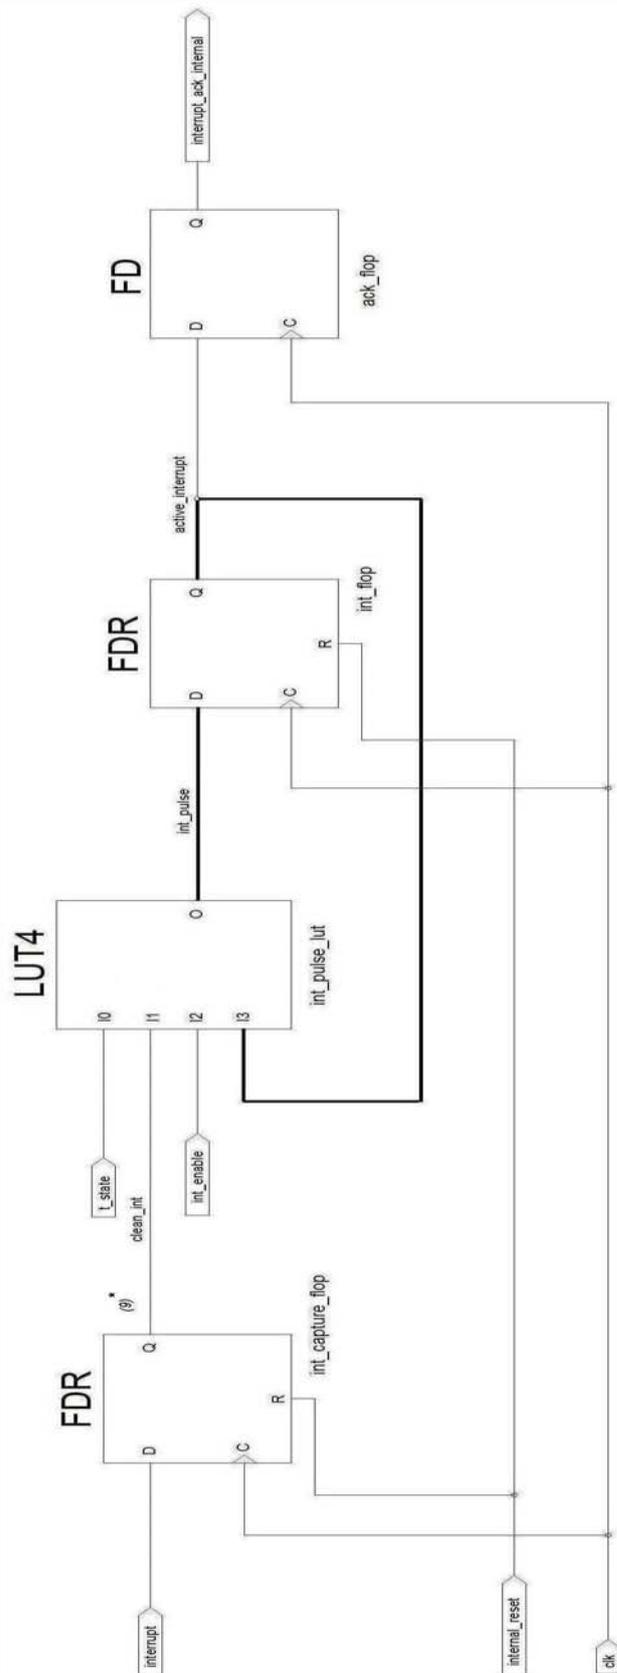 interrupt
FDR
D
Q
C
R
int_capture_flop
(9)*
clean_int
t_state
int_enable
LUT4
I0
I1
I2
I3
O
int_pulse_lut
int_pulse
FDR
D
Q
C
R
int_flop
active_interrupt
FD
D
Q
C
ack_flop
interrupt_ack_internal
internal_reset
clk